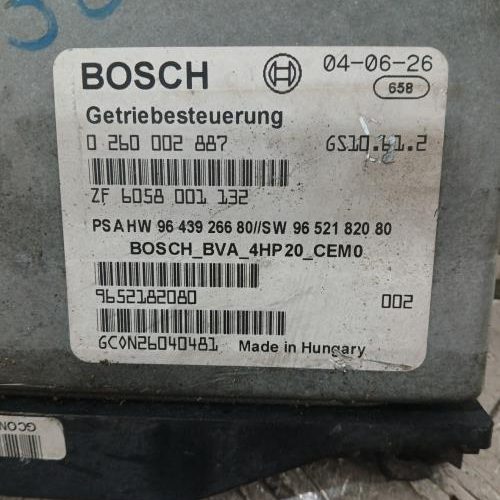 BOSCH 04-06-26
658
Getriebesteuerung
0 260 002 887 GS10.61.2
ZF 6058 001 132
PSA HW 96 439 266 80//SW 96 521 820 80
BOSCH_BVA_4HP20_CEM0
9652182080 002
GC0N26040481 Made in Hungary
GC0N